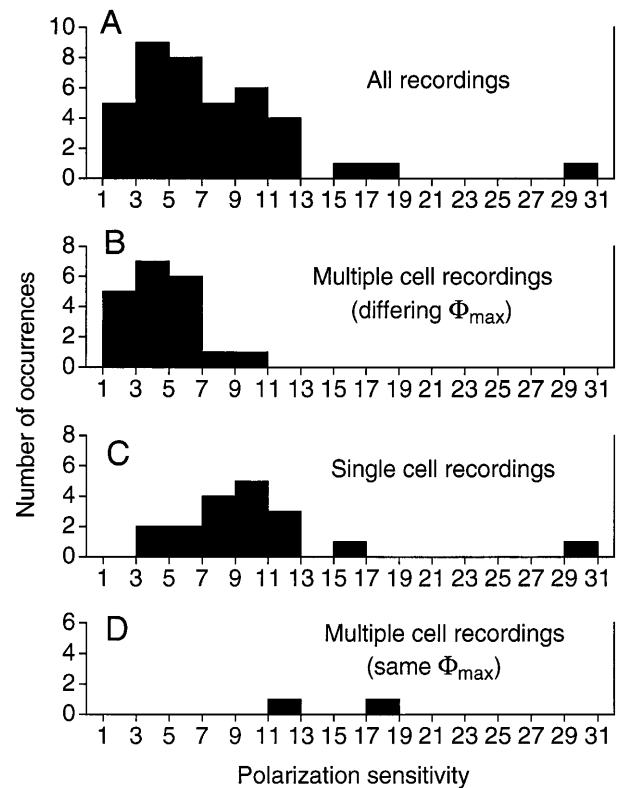 A
All recordings
10
8
6
4
2
0
1 3 5 7 9 11 13 15 17 19 21 23 25 27 29 31
B
Multiple cell recordings
(differing Φmax)
8
6
4
2
0
1 3 5 7 9 11 13 15 17 19 21 23 25 27 29 31
C
Single cell recordings
8
6
4
2
0
1 3 5 7 9 11 13 15 17 19 21 23 25 27 29 31
D
Multiple cell recordings
(same Φmax)
6
4
2
0
1 3 5 7 9 11 13 15 17 19 21 23 25 27 29 31
Number of occurrences
Polarization sensitivity